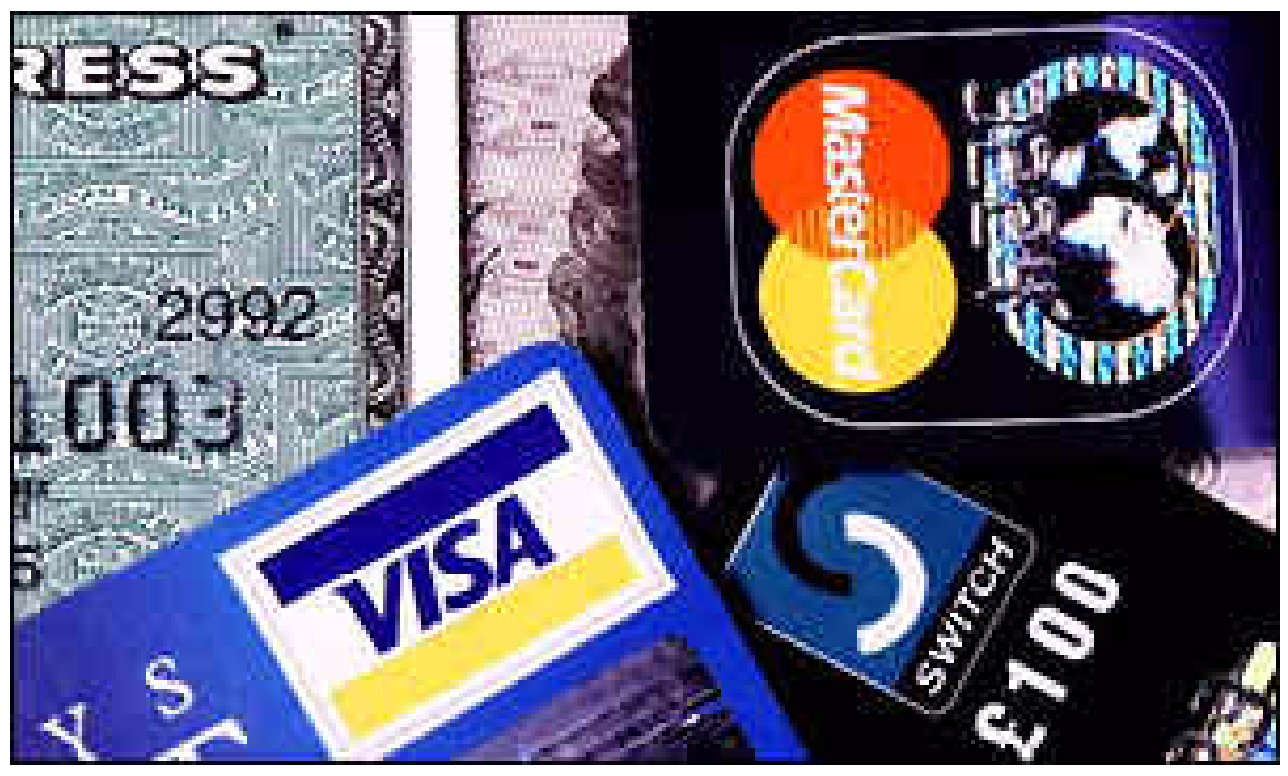 RESS
2992
1003
S
VISA
Y S
MasterCard
SWITCH
£100